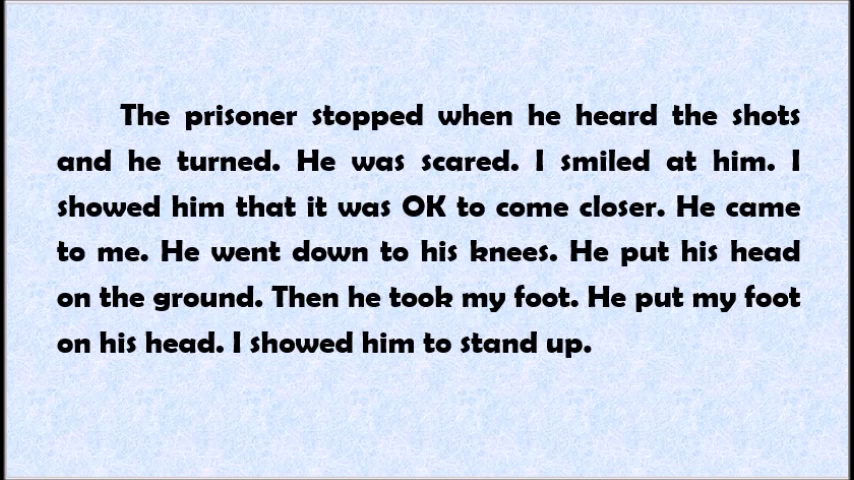 The prisoner stopped when he heard the shots
and he turned. He was scared. I smiled at him. I
showed him that it was OK to come closer. He came
to me. He went down to his knees. He put his head
on the ground. Then he took my foot. He put my foot
on his head. I showed him to stand up.